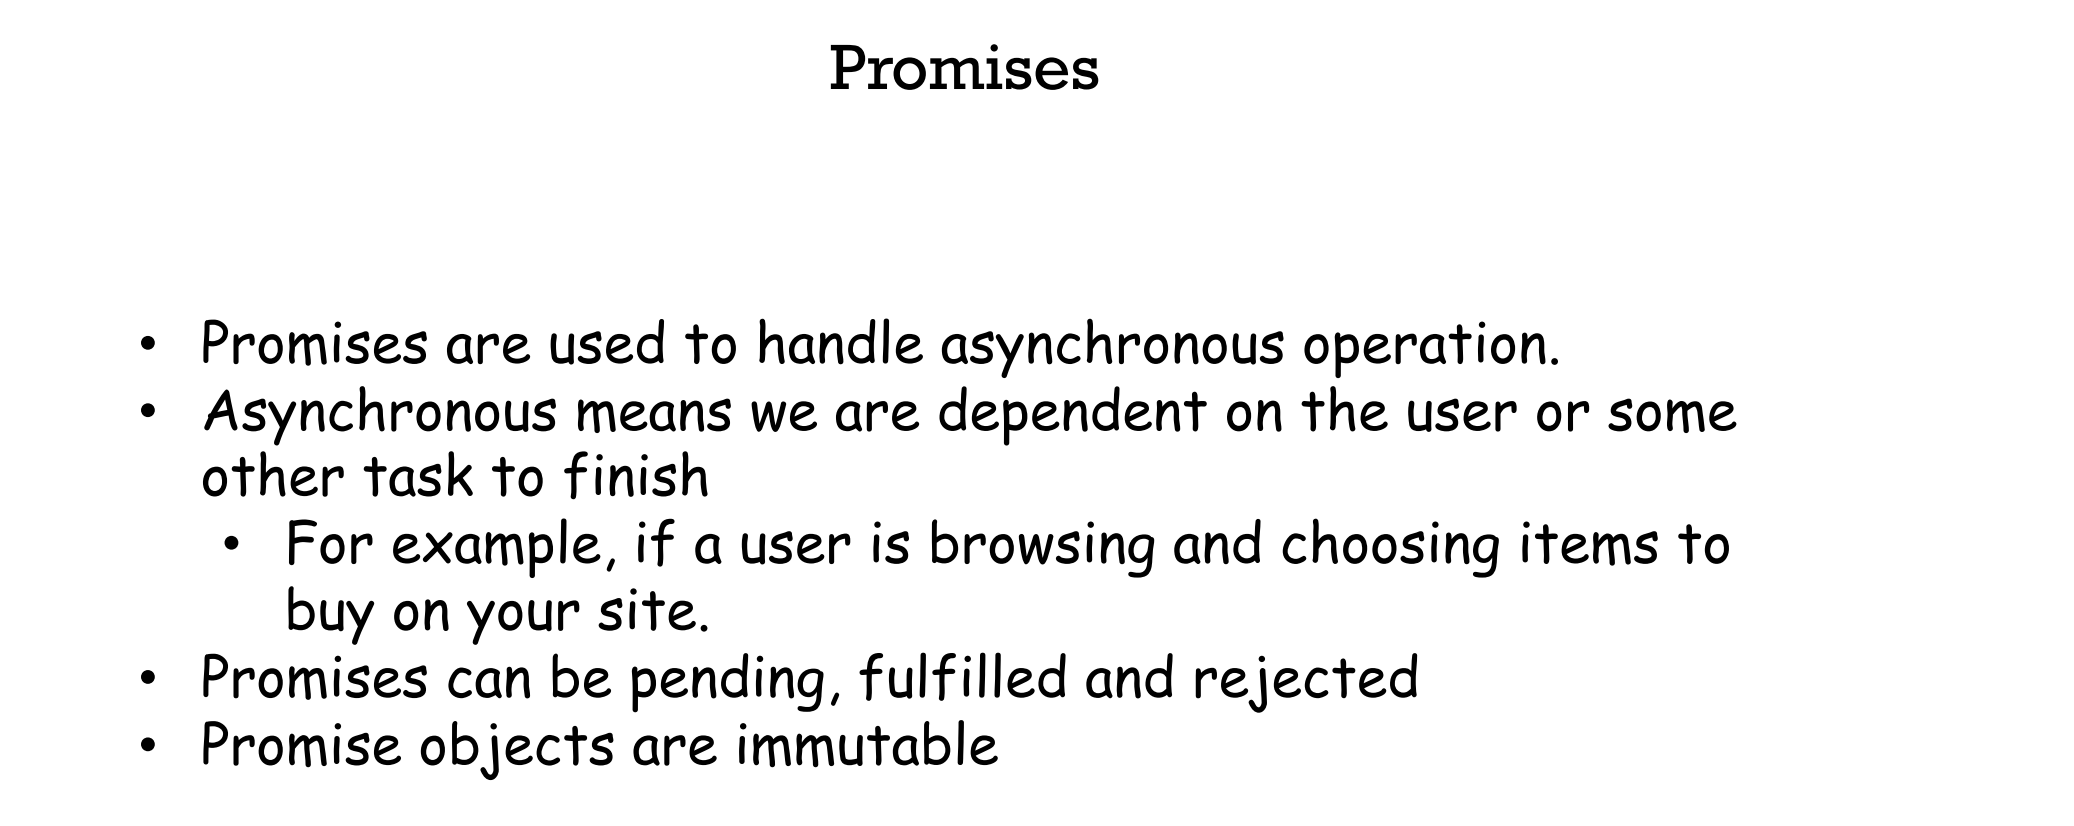 Promises
• Promises are used to handle asynchronous operation.
• Asynchronous means we are dependent on the user or some
other task to finish
• For example, if a user is browsing and choosing items to
buy on your site.
• Promises can be pending, fulfilled and rejected
• Promise objects are immutable